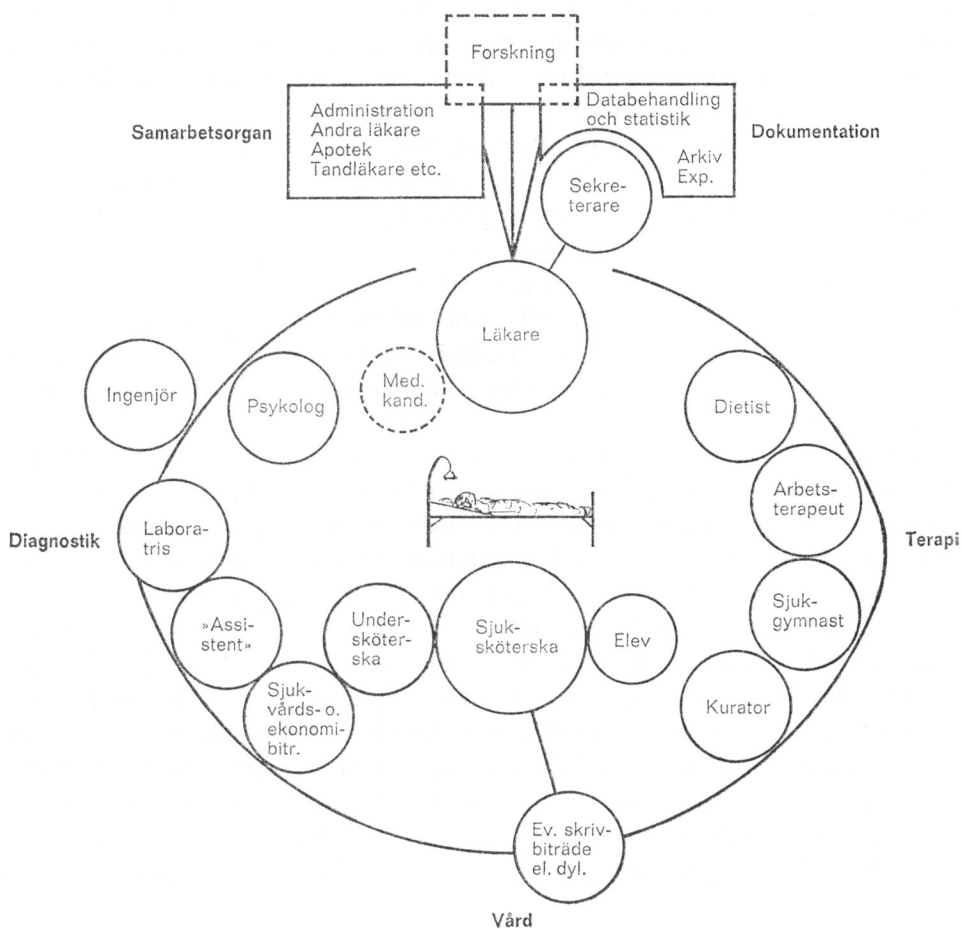 Forskning
Samarbetsorgan
Administration
Andra läkare
Apotek
Tandläkare etc.
Databehandling
och statistik
Arkiv
Exp.
Dokumentation
Sekre-
terare
Läkare
Ingenjör
Psykolog
Med.
kand.
Dietist
Arbets-
terapeut
Diagnostik
Labora-
tris
Terapi
»Assi-
stent»
Under-
sköter-
ska
Sjuk-
sköterska
Elev
Sjuk-
gymnast
Sjuk-
vårds- o.
ekonomi-
bitr.
Kurator
Ev. skriv-
biträde
el. dyl.
Vård